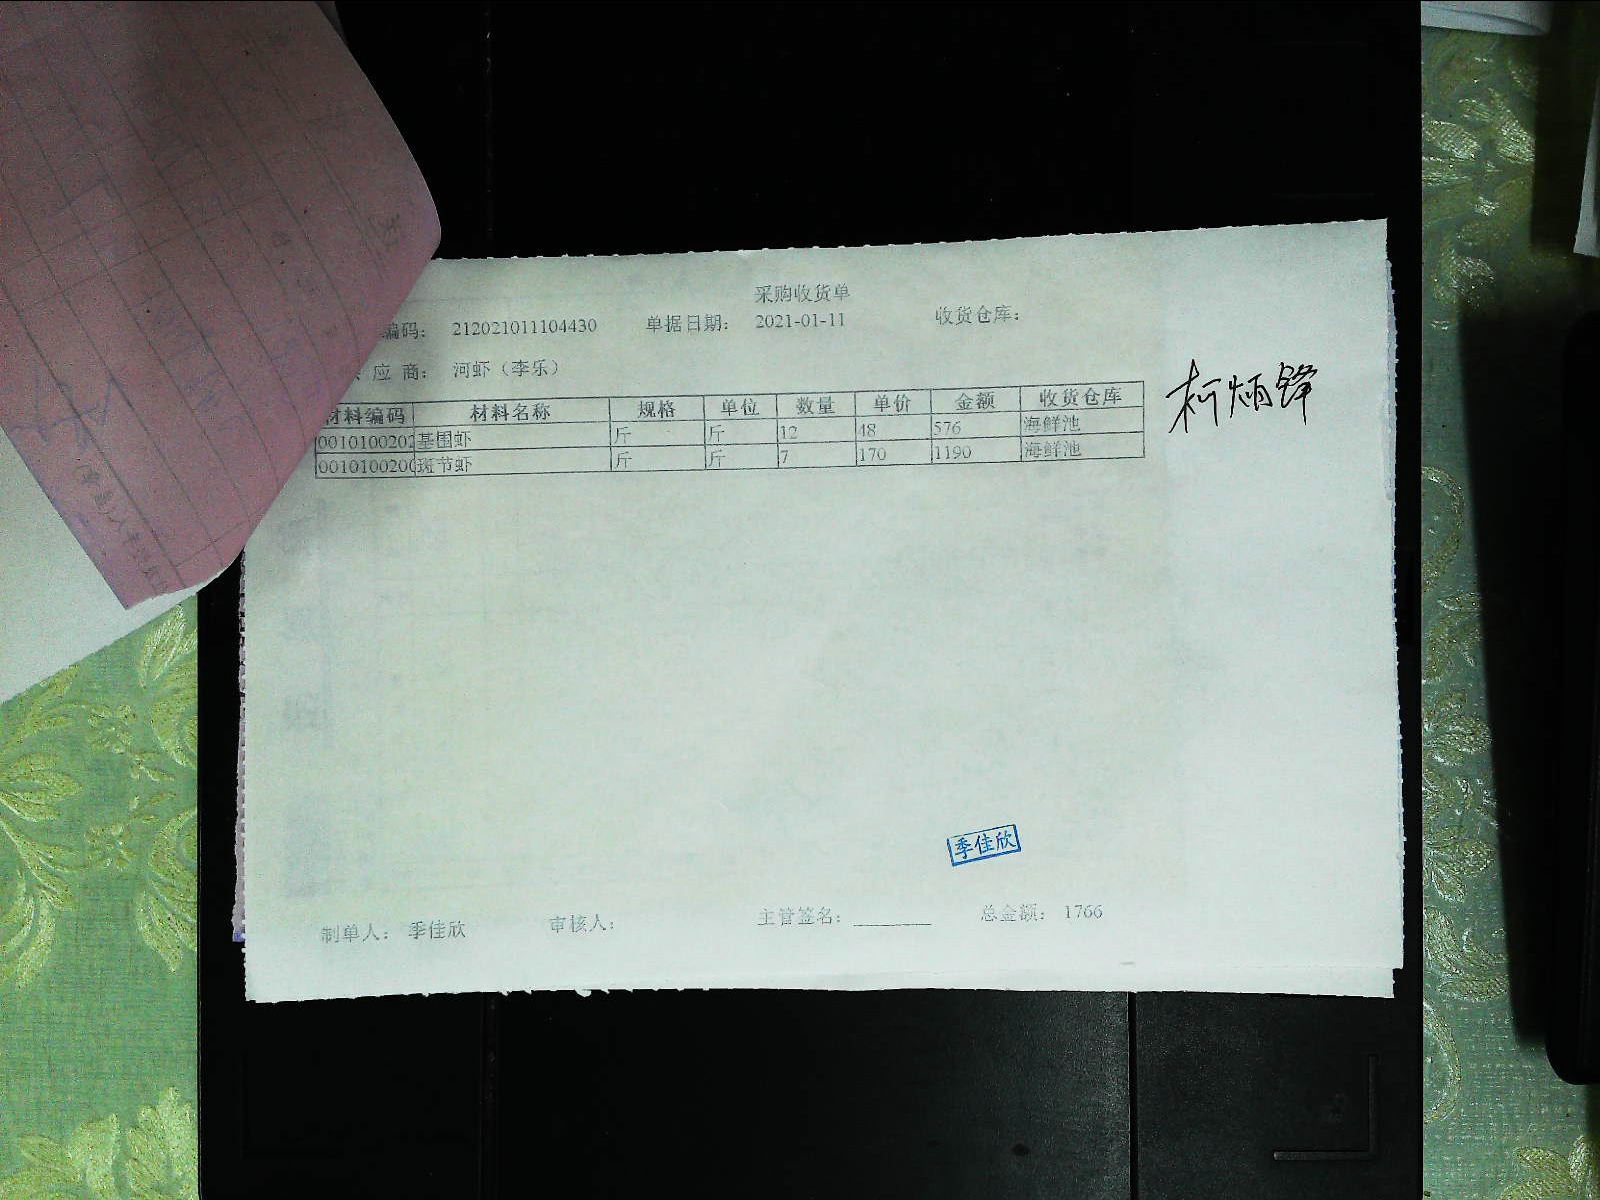 采购收货单
编码： 212021011104430 单据日期： 2021-01-11 收货仓库：
应 商： 河虾（李乐）
材料编码 材料名称 规格 单位 数量 单价 金额 收货仓库
0010100202 基围虾 斤 斤 12 48 576 海鲜池
001010020 斑节虾 斤 斤 7 170 1190 海鲜池
柯炳锋
季佳欣
制单人： 季佳欣 审核人： 主管签名： 总金额： 1766